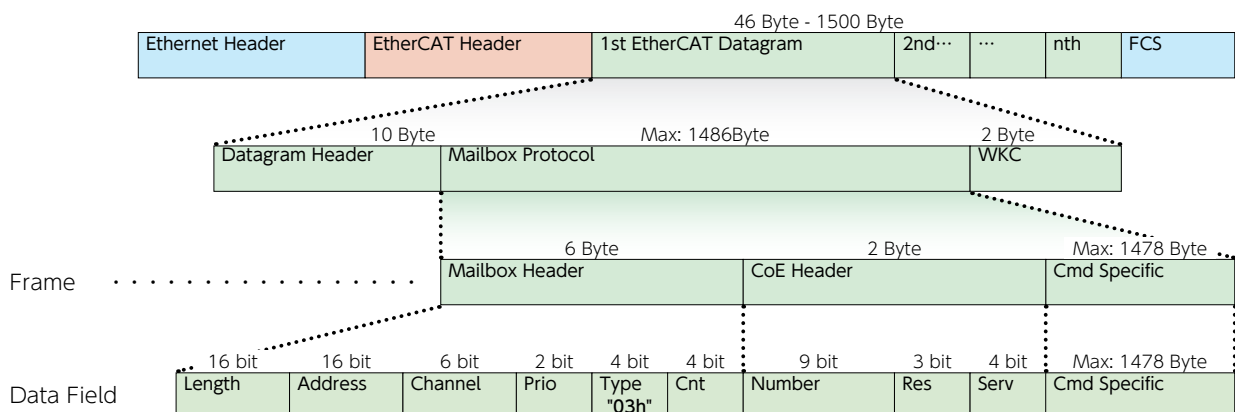 46 Byte - 1500 Byte
Ethernet Header EtherCAT Header 1st EtherCAT Datagram 2nd… … nth FCS
10 Byte Max: 1486Byte 2 Byte
Datagram Header Mailbox Protocol WKC
6 Byte 2 Byte Max: 1478 Byte
Frame Mailbox Header CoE Header Cmd Specific
16 bit 16 bit 6 bit 2 bit 4 bit 4 bit 9 bit 3 bit 4 bit Max: 1478 Byte
Data Field Length Address Channel Prio Type Cnt Number Res Serv Cmd Specific
"03h"